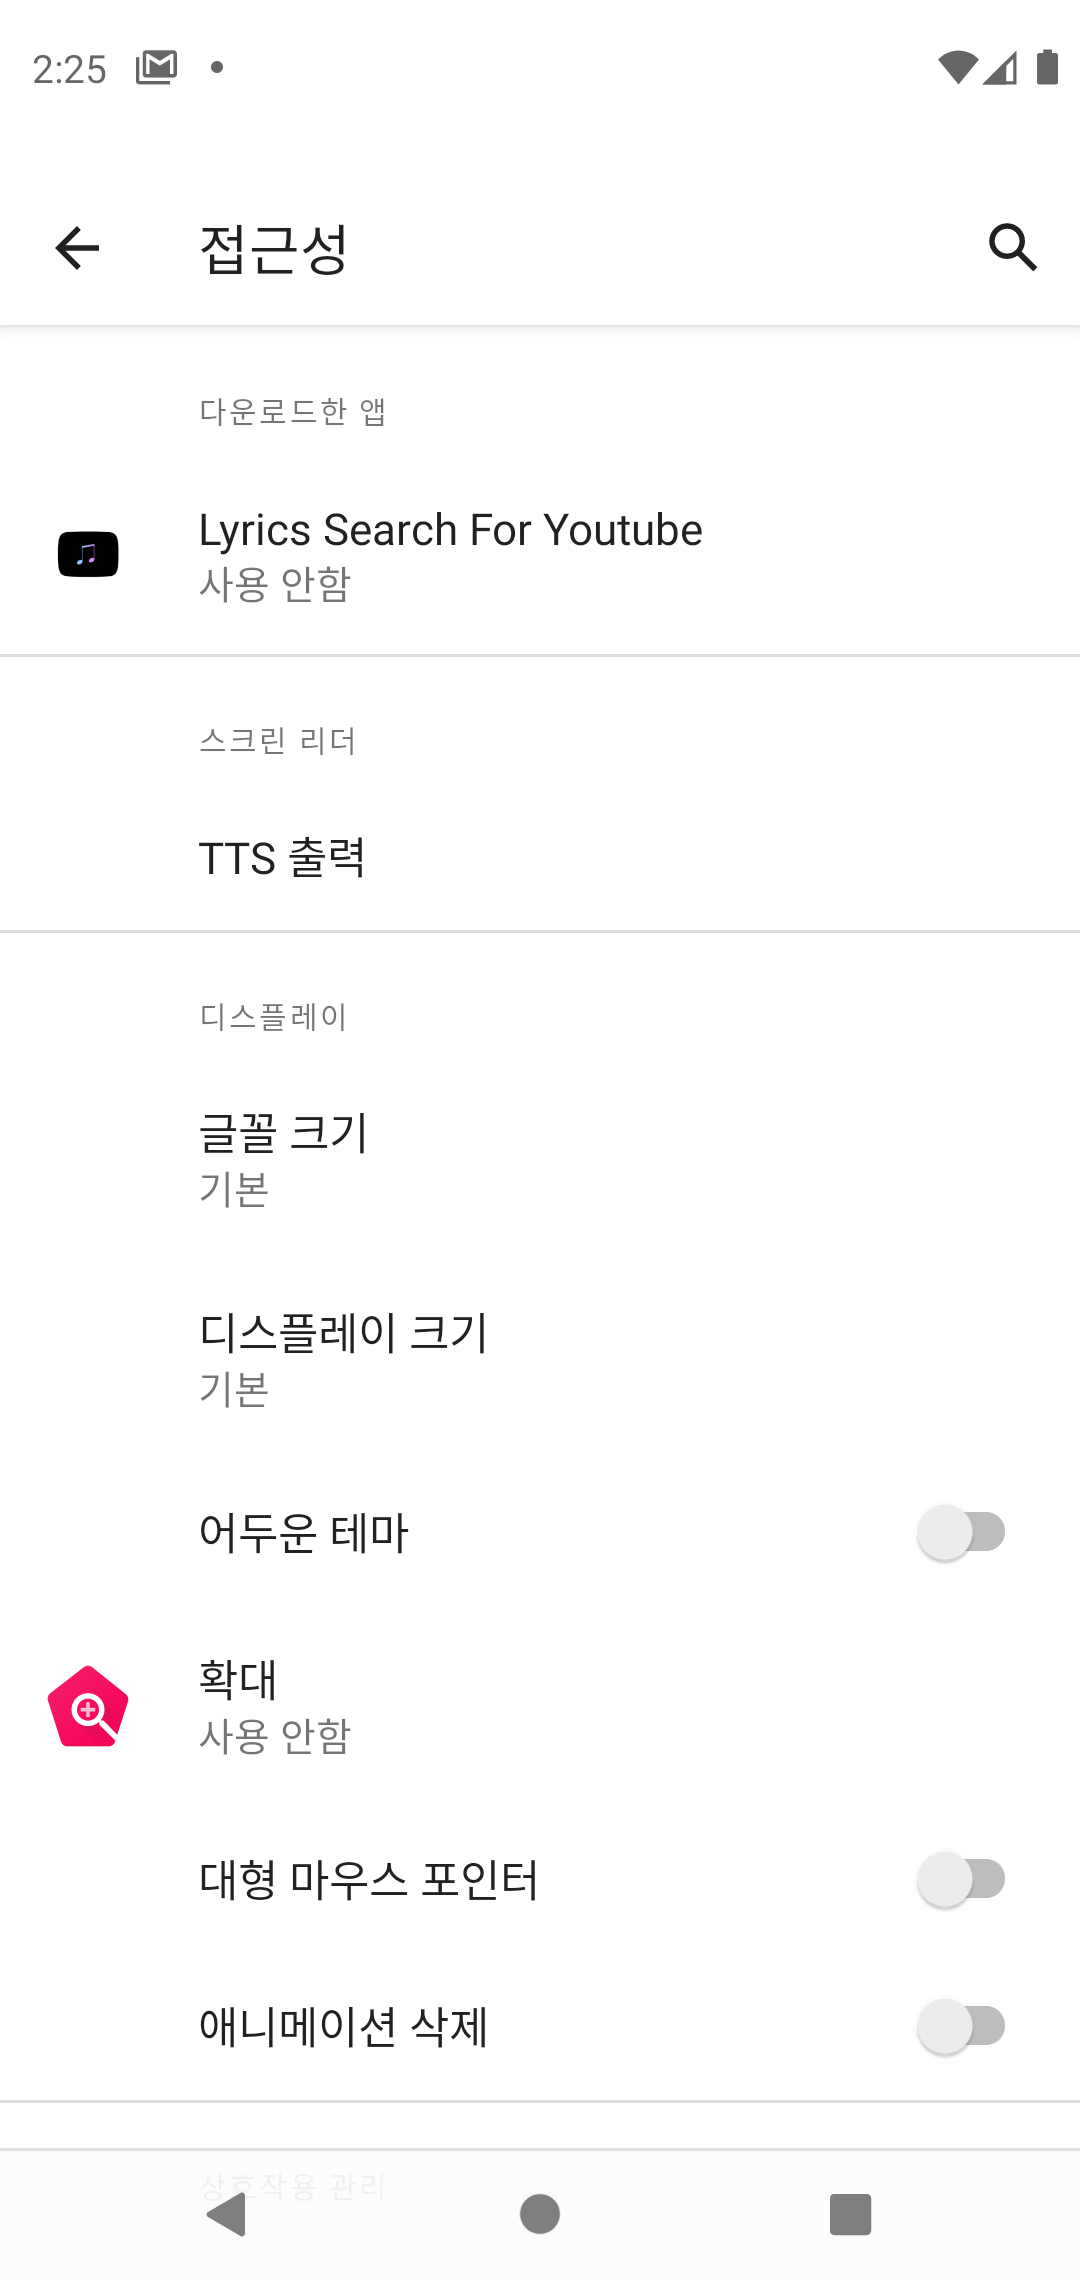 2:25
접근성
다운로드한 앱
Lyrics Search For Youtube
사용 안함
스크린 리더
TTS 출력
디스플레이
글꼴 크기
기본
디스플레이 크기
기본
어두운 테마
확대
사용 안함
대형 마우스 포인터
애니메이션 삭제
상호작용 관리